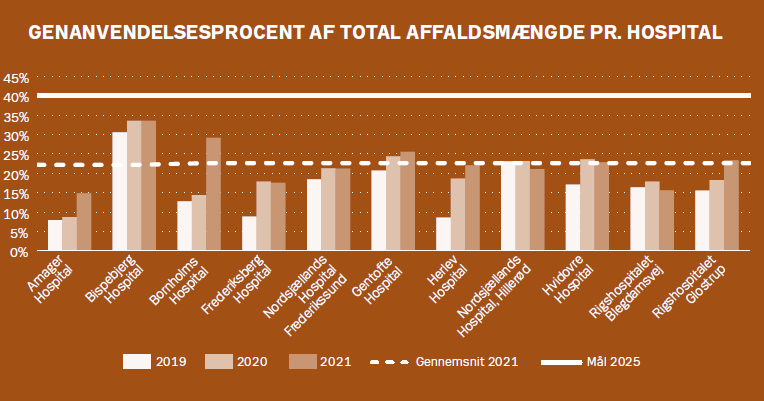 GENANVENDELSESPROCENT AF TOTAL AFFALDSMÆNGDE PR. HOSPITAL
45%
40%
35%
30%
25%
20%
15%
10%
5%
0%
Amager
Hospital
Bispebjerg
Hospital
Bornholms
Hospital
Frederiksberg
Hospital
Nordsjællands
Hospital
Frederikssund
Gentofte
Hospital
Herlev
Hospital
Nordsjællands
Hospital, Hillerød
Hvidovre
Hospital
Rigshospitalet
Blegdamsvej
Rigshospitalet
Glostrup
2019
2020
2021
Gennemsnit 2021
Mål 2025